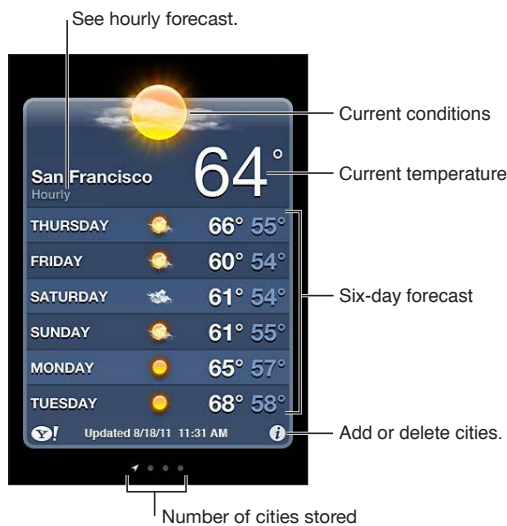 See hourly forecast.
Current conditions
San Francisco
Hourly
64°
Current temperature
THURSDAY 66° 55°
FRIDAY 60° 54°
SATURDAY 61° 54°
Six-day forecast
SUNDAY 61° 55°
MONDAY 65° 57°
TUESDAY 68° 58°
Y! Updated 8/18/11 11:31 AM i
Add or delete cities.
Number of cities stored